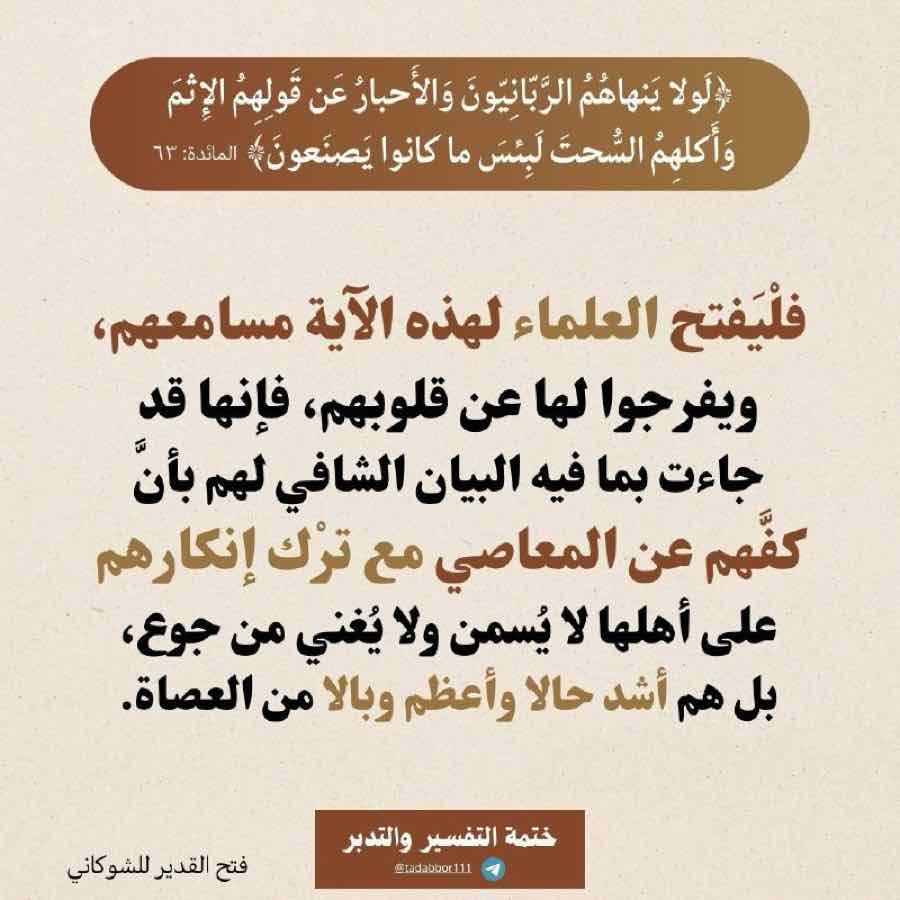 ﴿لَولا يَنهاهُمُ الرَّبّانِيّونَ وَالأَحبارُ عَن قَولِهِمُ الإِثمَ
وَأَكلِهِمُ السُّحتَ لَبِئسَ ما كانوا يَصنَعونَ﴾ المائدة: ٦٣
فلْيَفتح العلماء لهذه الآية مسامعهم،
ويفرجوا لها عن قلوبهم، فإنها قد
جاءت بما فيه البيان الشافي لهم بأنَّ
كفَّهم عن المعاصي مع ترْك إنكارهم
على أهلها لا يُسمن ولا يُغني من جوع،
بل هم أشد حالا وأعظم وبالا من العصاة.
ختمة التفسير والتدبر
@tadabbor111
فتح القدير للشوكاني